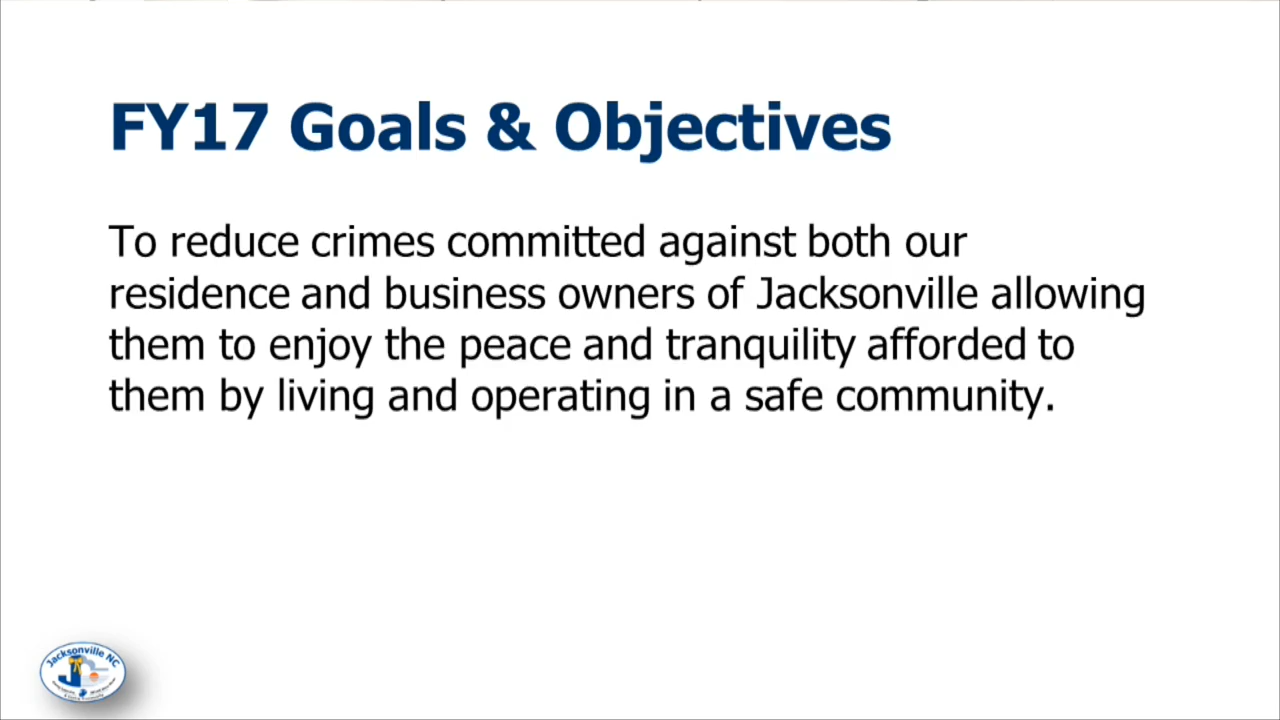 FY17 Goals & Objectives
To reduce crimes committed against both our
residence and business owners of Jacksonville allowing
them to enjoy the peace and tranquility afforded to
them by living and operating in a safe community.
Jacksonville NC